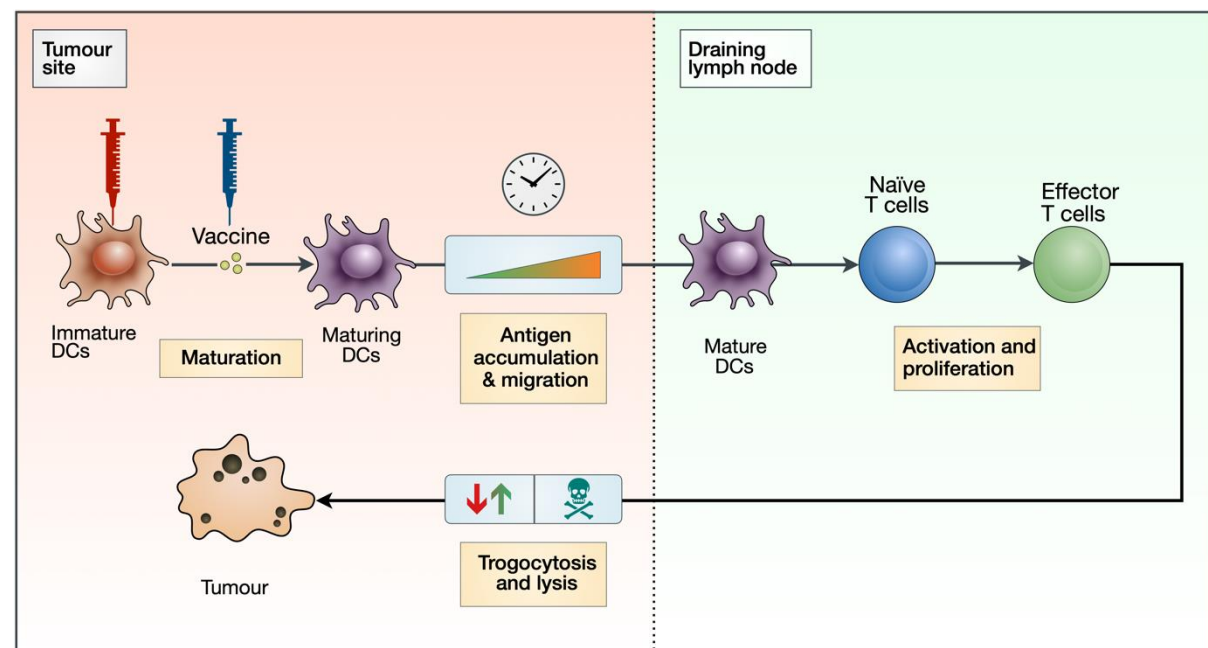 Tumour
site
Draining
lymph node
Vaccine
Naïve
T cells
Effector
T cells
Immature
DCs
Maturation
Maturing
DCs
Antigen
accumulation
& migration
Mature
DCs
Activation and
proliferation
Tumour
Trogocytosis
and lysis